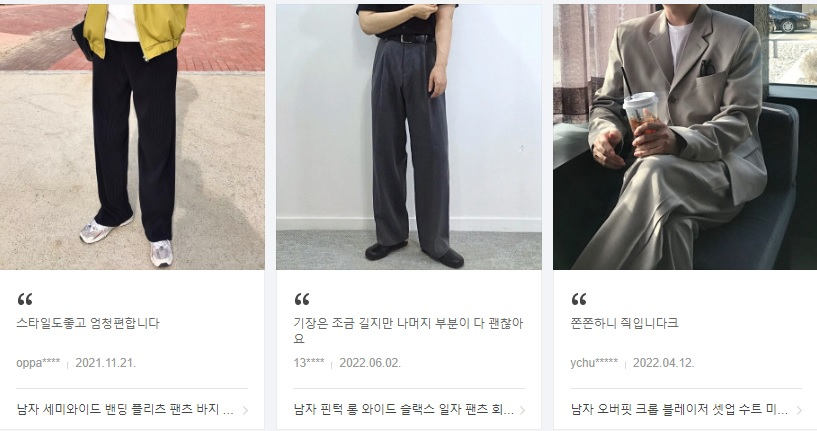 스타일도좋고 엄청편합니다
oppa**** | 2021.11.21.
남자 세미와이드 밴딩 플리츠 팬츠 바지 ...
기장은 조금 길지만 나머지 부분이 다 괜찮아
요
13**** | 2022.06.02.
남자 핀턱 롱 와이드 슬랙스 일자 팬츠 회...
쫀쫀하니 줙입니다크
ychu***** | 2022.04.12.
남자 오버핏 크롭 블레이저 셋업 수트 미...